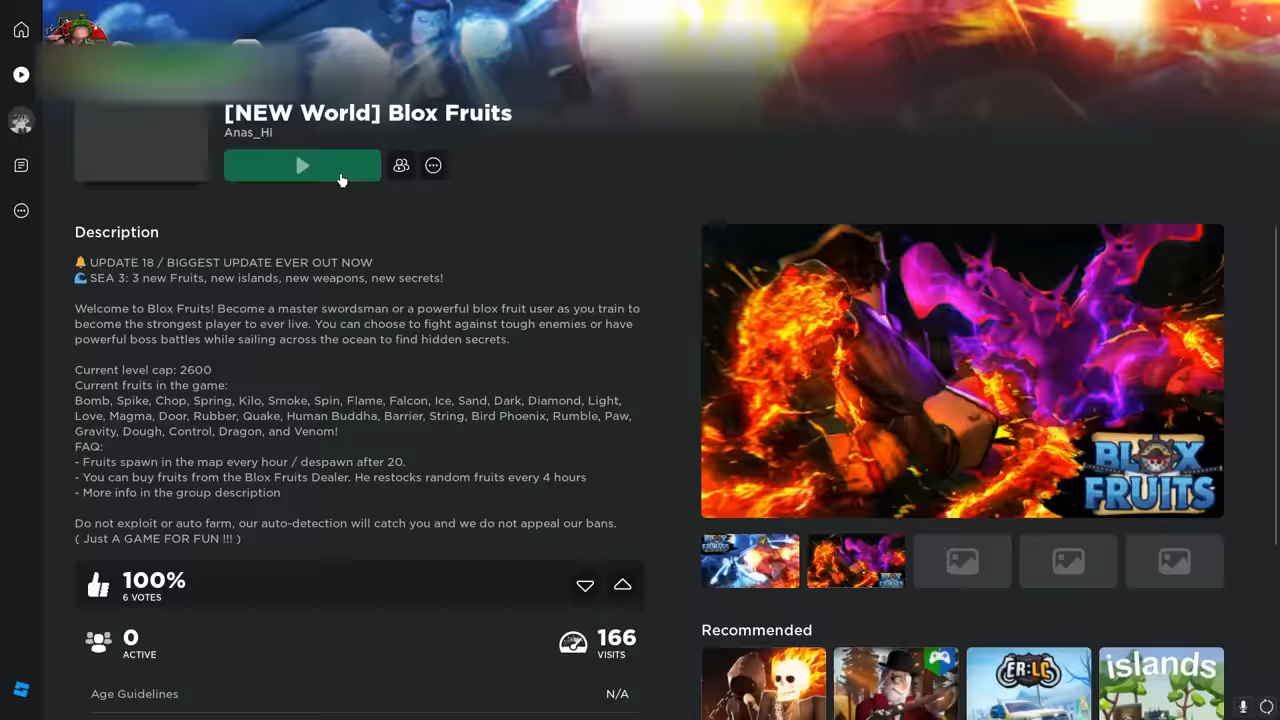 [NEW World] Blox Fruits
Anas_Hi
Description
🔔 UPDATE 18 / BIGGEST UPDATE EVER OUT NOW
🌊 SEA 3: 3 new Fruits, new islands, new weapons, new secrets!
Welcome to Blox Fruits! Become a master swordsman or a powerful blox fruit user as you train to
become the strongest player to ever live. You can choose to fight against tough enemies or have
powerful boss battles while sailing across the ocean to find hidden secrets.
Current level cap: 2600
Current fruits in the game:
Bomb, Spike, Chop, Spring, Kilo, Smoke, Spin, Flame, Falcon, Ice, Sand, Dark, Diamond, Light,
Love, Magma, Door, Rubber, Quake, Human Buddha, Barrier, String, Bird Phoenix, Rumble, Paw,
Gravity, Dough, Control, Dragon, and Venom!
FAQ:
- Fruits spawn in the map every hour / despawn after 20.
- You can buy fruits from the Blox Fruits Dealer. He restocks random fruits every 4 hours
- More info in the group description
Do not exploit or auto farm, our auto-detection will catch you and we do not appeal our bans.
( Just A GAME FOR FUN !!! )
100%
6 VOTES
0
ACTIVE
166
VISITS
Age Guidelines
N/A
BLOX
FRUITS
Recommended
ER:LC
islands